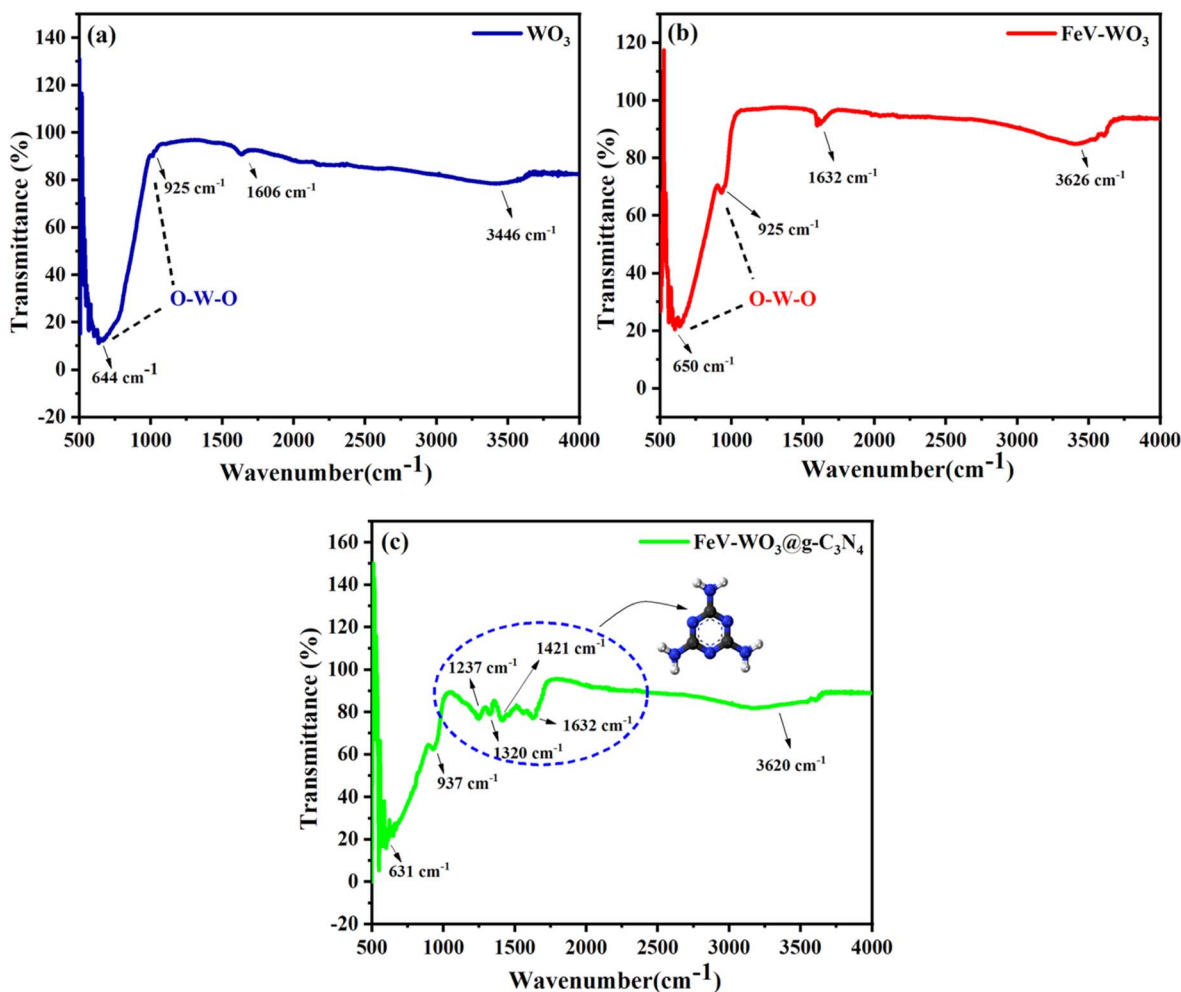 (a)
WO₃
140
120
100
80
60
40
20
0
-20
Transmittance (%)
925 cm⁻¹
1606 cm⁻¹
3446 cm⁻¹
O-W-O
644 cm⁻¹
500 1000 1500 2000 2500 3000 3500 4000
Wavenumber(cm⁻¹)
(b)
FeV-WO₃
120
100
80
60
40
20
0
Transmittance (%)
1632 cm⁻¹
3626 cm⁻¹
925 cm⁻¹
O-W-O
650 cm⁻¹
500 1000 1500 2000 2500 3000 3500 4000
Wavenumber(cm⁻¹)
(c)
FeV-WO₃@g-C₃N₄
160
140
120
100
80
60
40
20
0
-20
Transmittance (%)
1421 cm⁻¹
1237 cm⁻¹
1632 cm⁻¹
1320 cm⁻¹
937 cm⁻¹
3620 cm⁻¹
631 cm⁻¹
500 1000 1500 2000 2500 3000 3500 4000
Wavenumber(cm⁻¹)